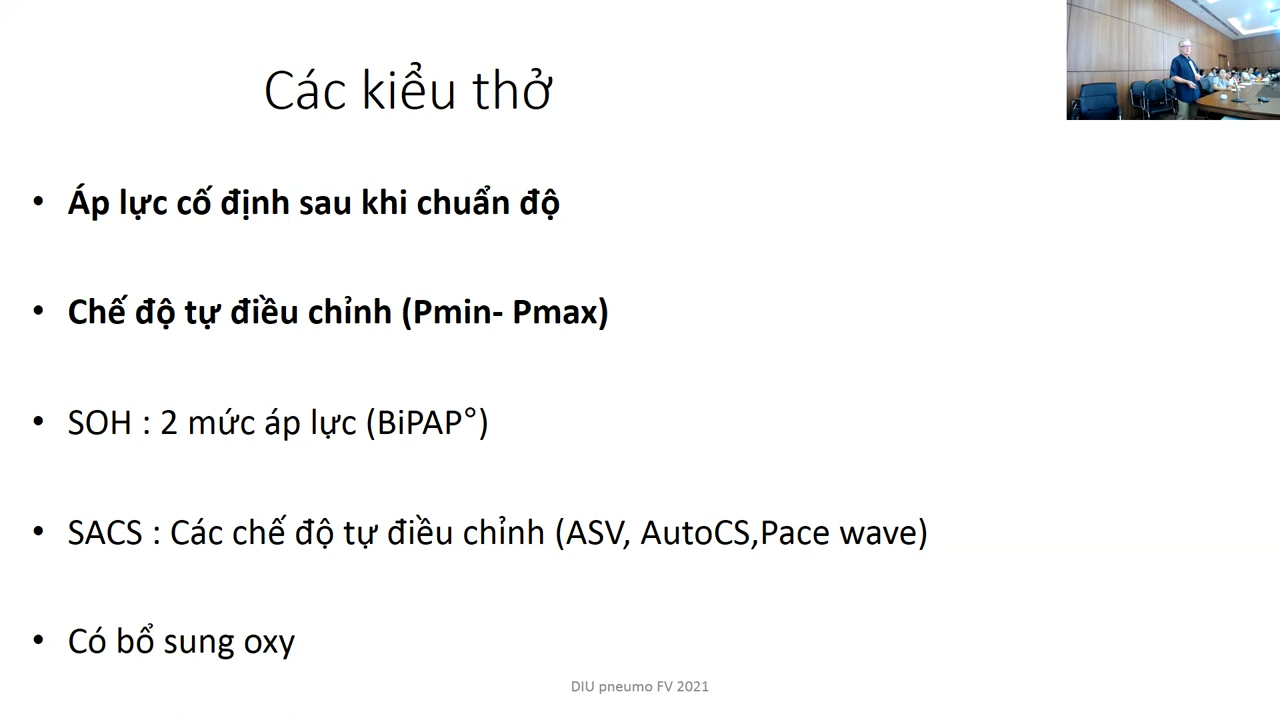 Các kiểu thở
• Áp lực cố định sau khi chuẩn độ
• Chế độ tự điều chỉnh (Pmin- Pmax)
• SOH : 2 mức áp lực (BiPAP°)
• SACS : Các chế độ tự điều chỉnh (ASV, AutoCS,Pace wave)
• Có bổ sung oxy
DIU pneumo FV 2021